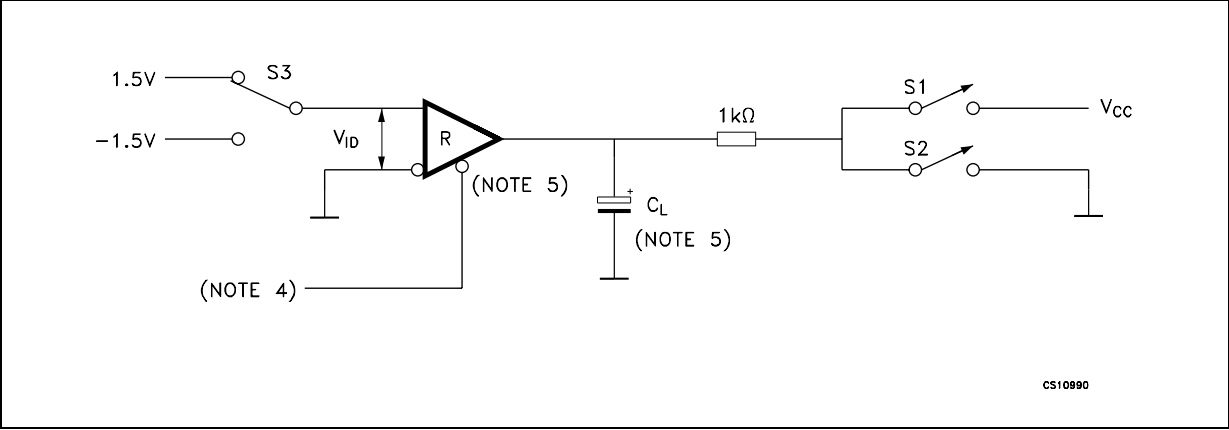 1.5V
S3
-1.5V
VID
R
(NOTE 5)
(NOTE 4)
CL
+
(NOTE 5)
1kΩ
S1
VCC
S2
CS10990